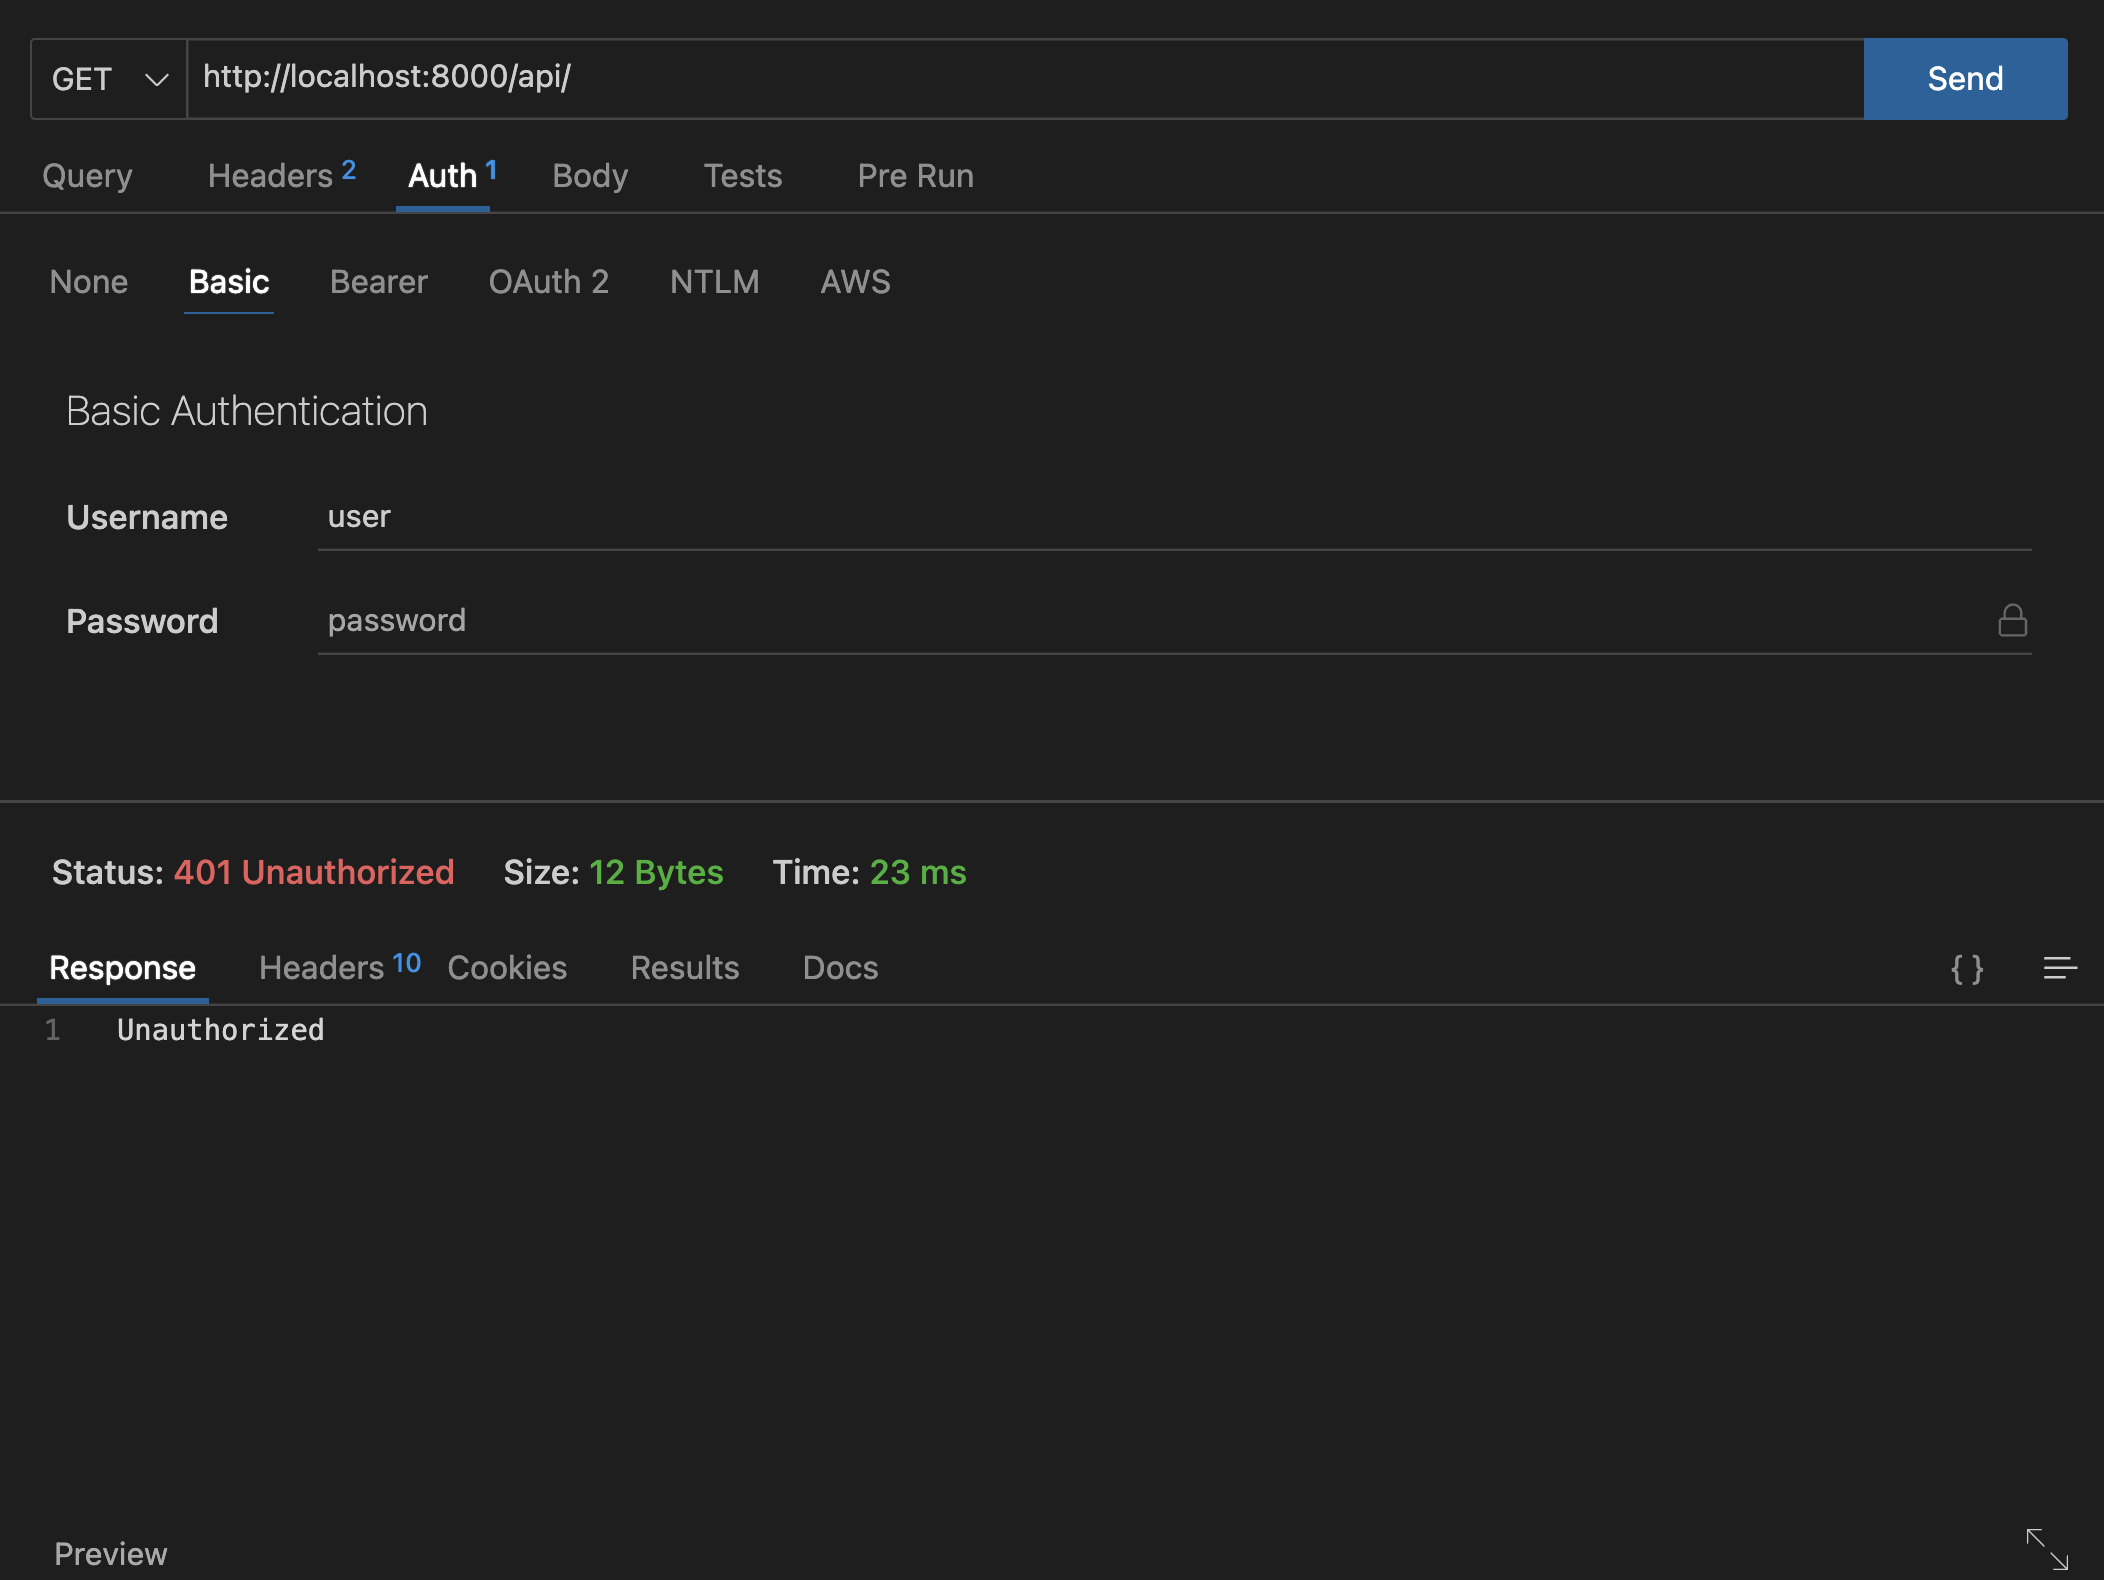 GET http://localhost:8000/api/ Send
Query Headers 2 Auth 1 Body Tests Pre Run
None Basic Bearer OAuth 2 NTLM AWS
Basic Authentication
Username user
Password password
Status: 401 Unauthorized Size: 12 Bytes Time: 23 ms
Response Headers 10 Cookies Results Docs { }
1 Unauthorized
Preview